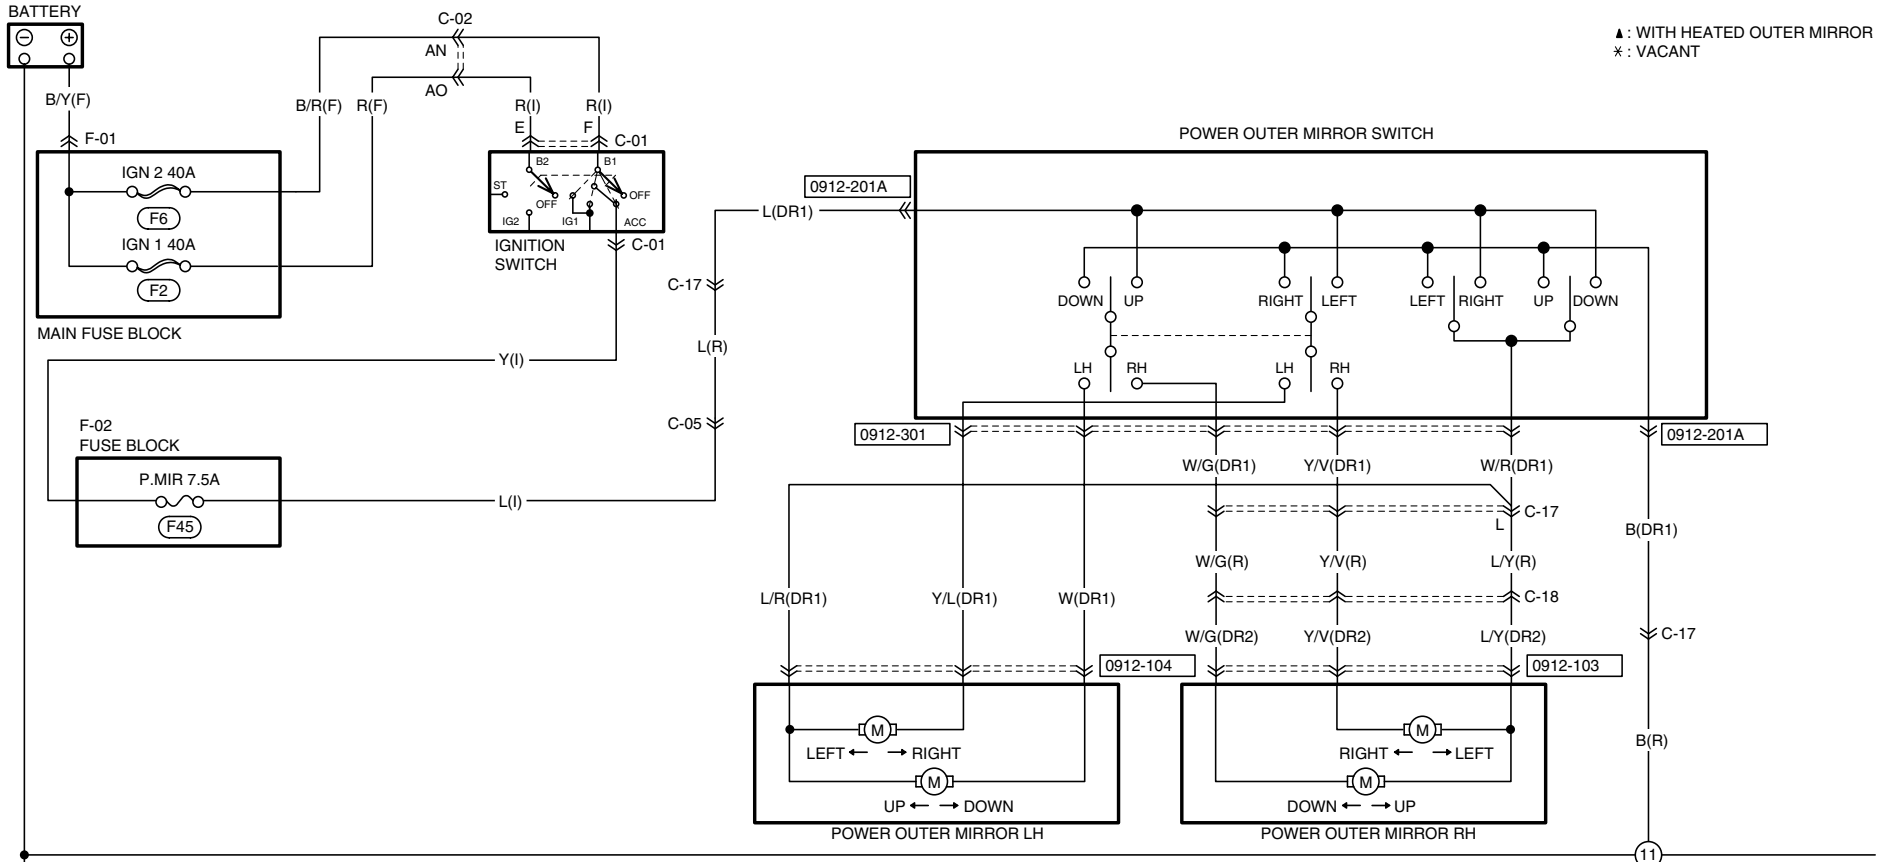 BATTERY
C-02
▲ : WITH HEATED OUTER MIRROR
* : VACANT
AN
AO
B/Y(F)
B/R(F)
R(F)
R(I)
R(I)
E
F
F-01
C-01
POWER OUTER MIRROR SWITCH
IGN 2 40A
F6
IGN 1 40A
F2
MAIN FUSE BLOCK
B2
B1
ST
OFF
OFF
IG2
IG1
ACC
IGNITION
SWITCH
C-01
0912-201A
L(DR1)
C-17
DOWN
UP
RIGHT
LEFT
LEFT
RIGHT
UP
DOWN
L(R)
Y(I)
LH
RH
LH
RH
C-05
F-02
FUSE BLOCK
P.MIR 7.5A
F45
L(I)
0912-301
0912-201A
W/G(DR1)
Y/V(DR1)
W/R(DR1)
C-17
L
B(DR1)
W/G(R)
Y/V(R)
L/Y(R)
L/R(DR1)
Y/L(DR1)
W(DR1)
C-18
W/G(DR2)
Y/V(DR2)
L/Y(DR2)
C-17
0912-104
0912-103
M
LEFT ← → RIGHT
M
UP ← → DOWN
POWER OUTER MIRROR LH
M
RIGHT ← → LEFT
M
DOWN ← → UP
POWER OUTER MIRROR RH
B(R)
11